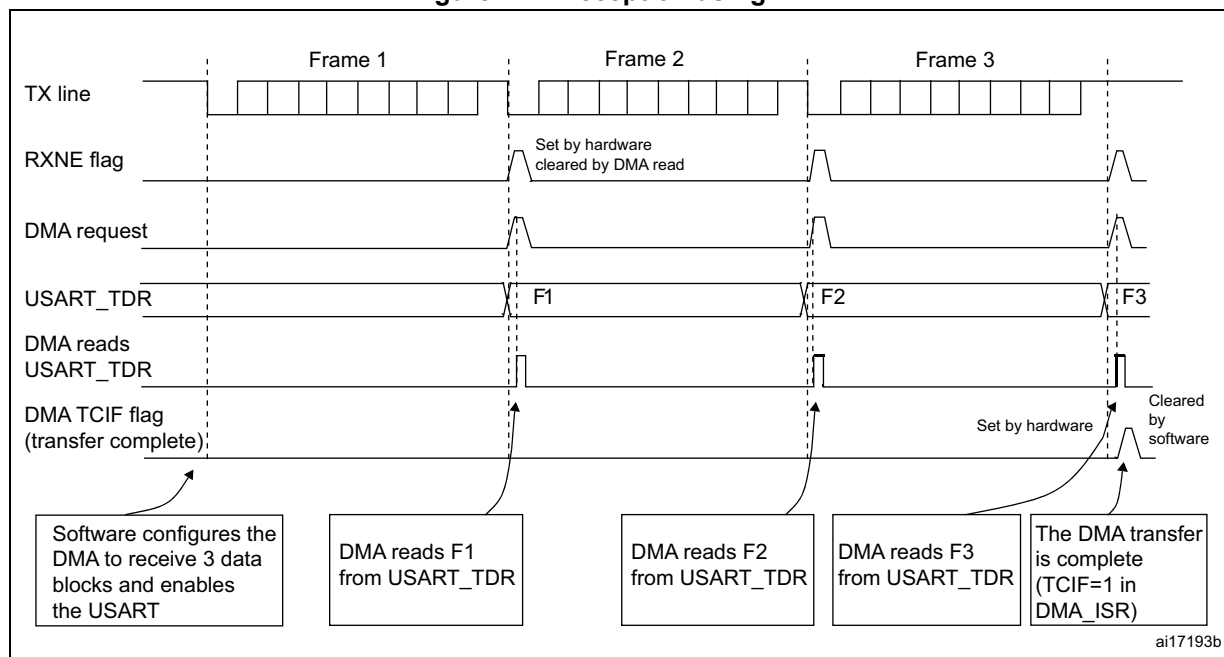 Frame 1 Frame 2 Frame 3
TX line
RXNE flag
Set by hardware
cleared by DMA read
DMA request
USART_TDR
F1 F2 F3
DMA reads
USART_TDR
DMA TCIF flag
(transfer complete)
Set by hardware
Cleared
by
software
Software configures the
DMA to receive 3 data
blocks and enables
the USART
DMA reads F1
from USART_TDR
DMA reads F2
from USART_TDR
DMA reads F3
from USART_TDR
The DMA transfer
is complete
(TCIF=1 in
DMA_ISR)
ai17193b